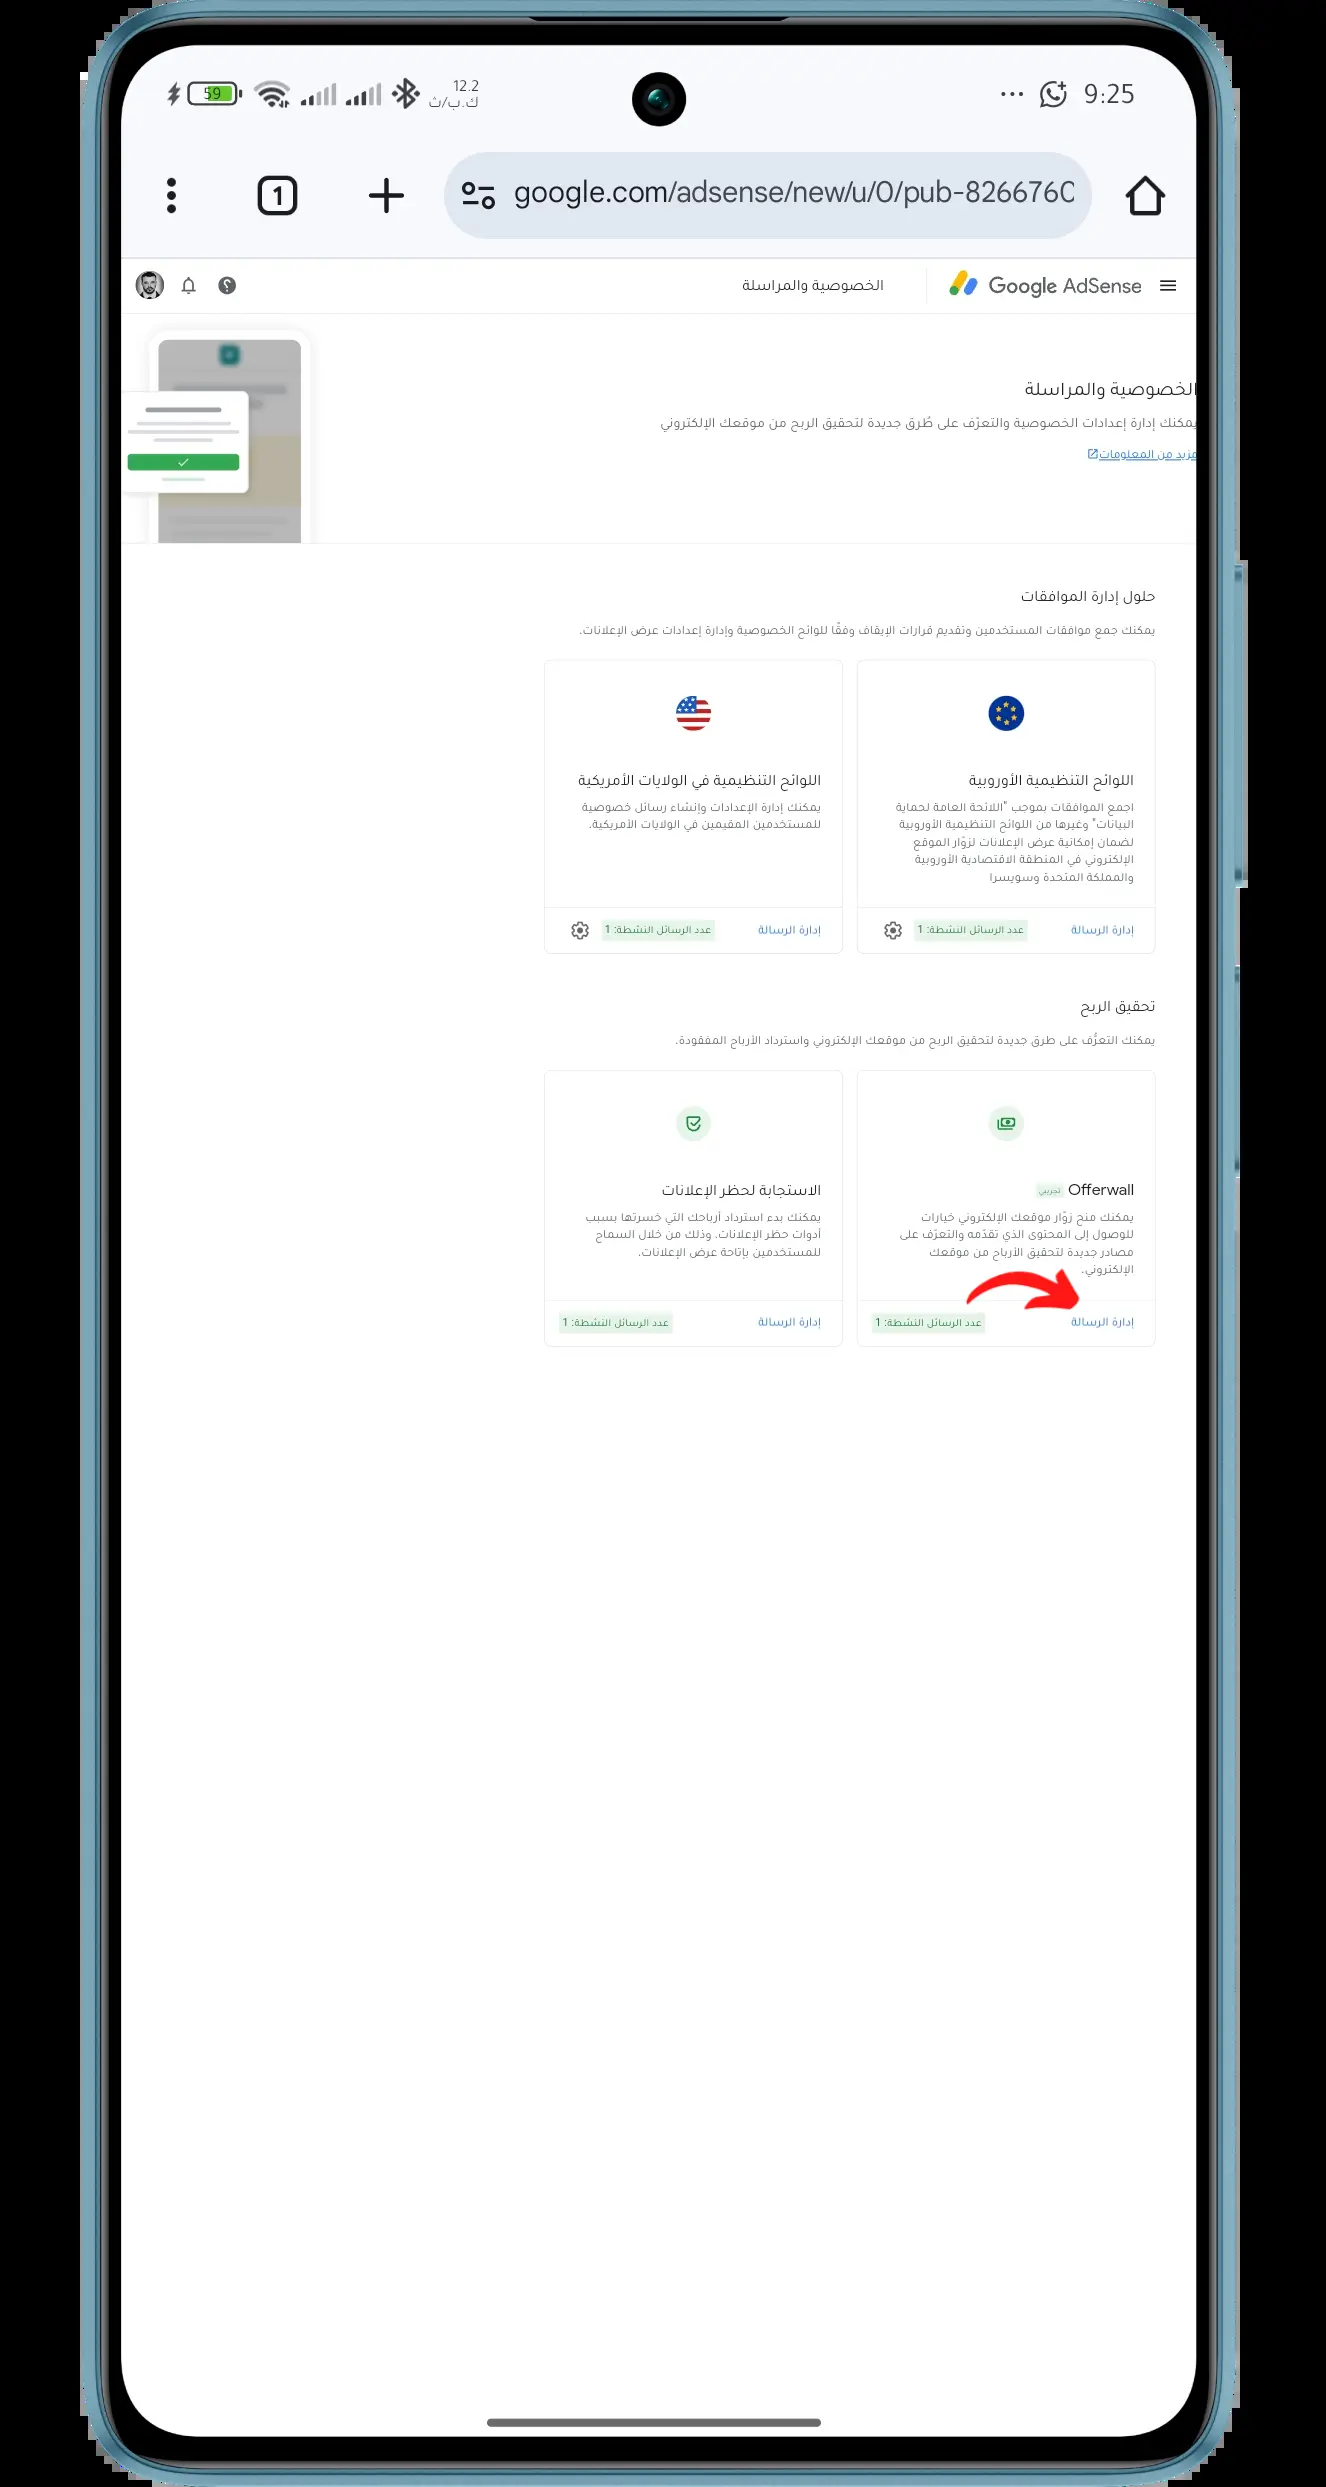 59
12.2
ك.ب/ث
9:25
1
google.com/adsense/new/u/0/pub-8266760
Google AdSense
الخصوصية والمراسلة
الخصوصية والمراسلة
يمكنك إدارة إعدادات الخصوصية والتعرّف على طُرق جديدة لتحقيق الربح من موقعك الإلكتروني
مزيد من المعلومات
حلول إدارة الموافقات
يمكنك جمع موافقات المستخدمين وتقديم قرارات الإيقاف وفقًا للوائح الخصوصية وإدارة إعدادات عرض الإعلانات.
اللوائح التنظيمية الأوروبية
اجمع الموافقات بموجب "اللائحة العامة لحماية
البيانات" وغيرها من اللوائح التنظيمية الأوروبية
لضمان إمكانية عرض الإعلانات لزوّار الموقع
الإلكتروني في المنطقة الاقتصادية الأوروبية
والمملكة المتحدة وسويسرا
إدارة الرسالة
عدد الرسائل النشطة: 1
اللوائح التنظيمية في الولايات الأمريكية
يمكنك إدارة الإعدادات وإنشاء رسائل خصوصية
للمستخدمين المقيمين في الولايات الأمريكية.
إدارة الرسالة
عدد الرسائل النشطة: 1
تحقيق الربح
يمكنك التعرُّف على طرق جديدة لتحقيق الربح من موقعك الإلكتروني واسترداد الأرباح المفقودة.
Offerwall تجريبي
يمكنك منح زوّار موقعك الإلكتروني خيارات
للوصول إلى المحتوى الذي تقدّمه والتعرّف على
مصادر جديدة لتحقيق الأرباح من موقعك
الإلكتروني.
إدارة الرسالة
عدد الرسائل النشطة: 1
الاستجابة لحظر الإعلانات
يمكنك بدء استرداد أرباحك التي خسرتها بسبب
أدوات حظر الإعلانات، وذلك من خلال السماح
للمستخدمين بإتاحة عرض الإعلانات.
إدارة الرسالة
عدد الرسائل النشطة: 1